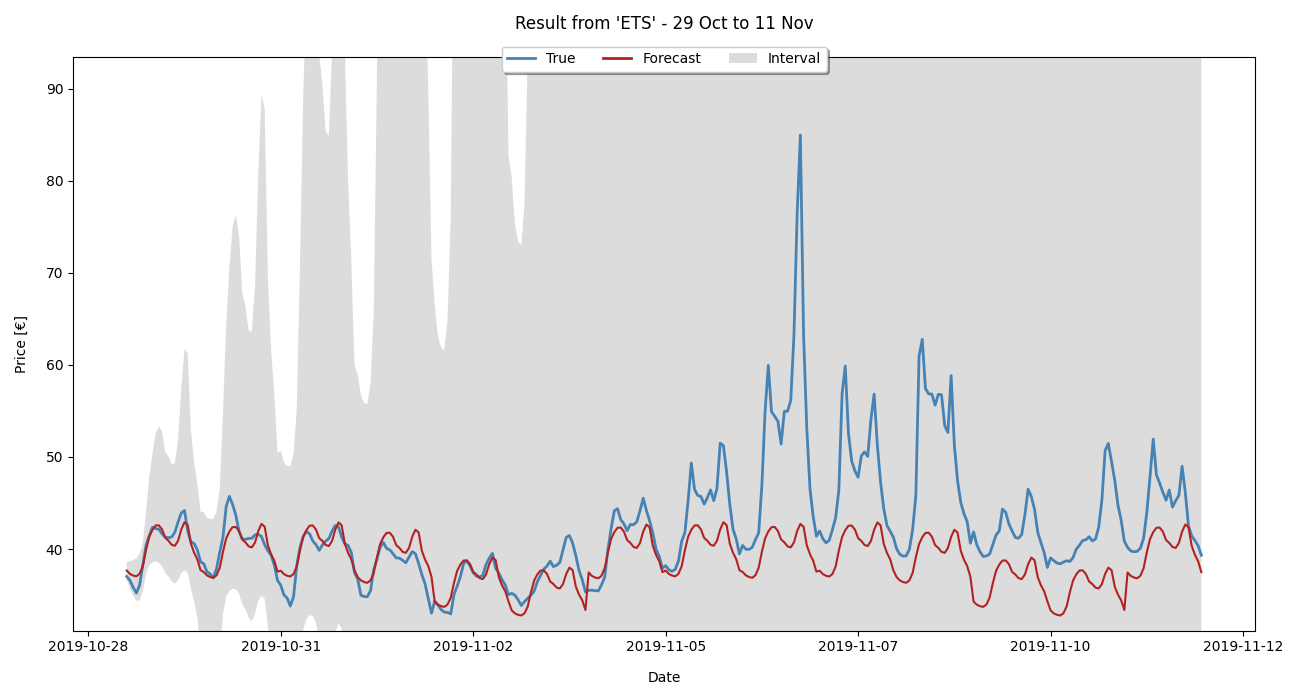 Result from 'ETS' - 29 Oct to 11 Nov
True Forecast Interval
90
80
70
60
50
40
Price [€]
2019-10-28 2019-10-31 2019-11-02 2019-11-05 2019-11-07 2019-11-10 2019-11-12
Date